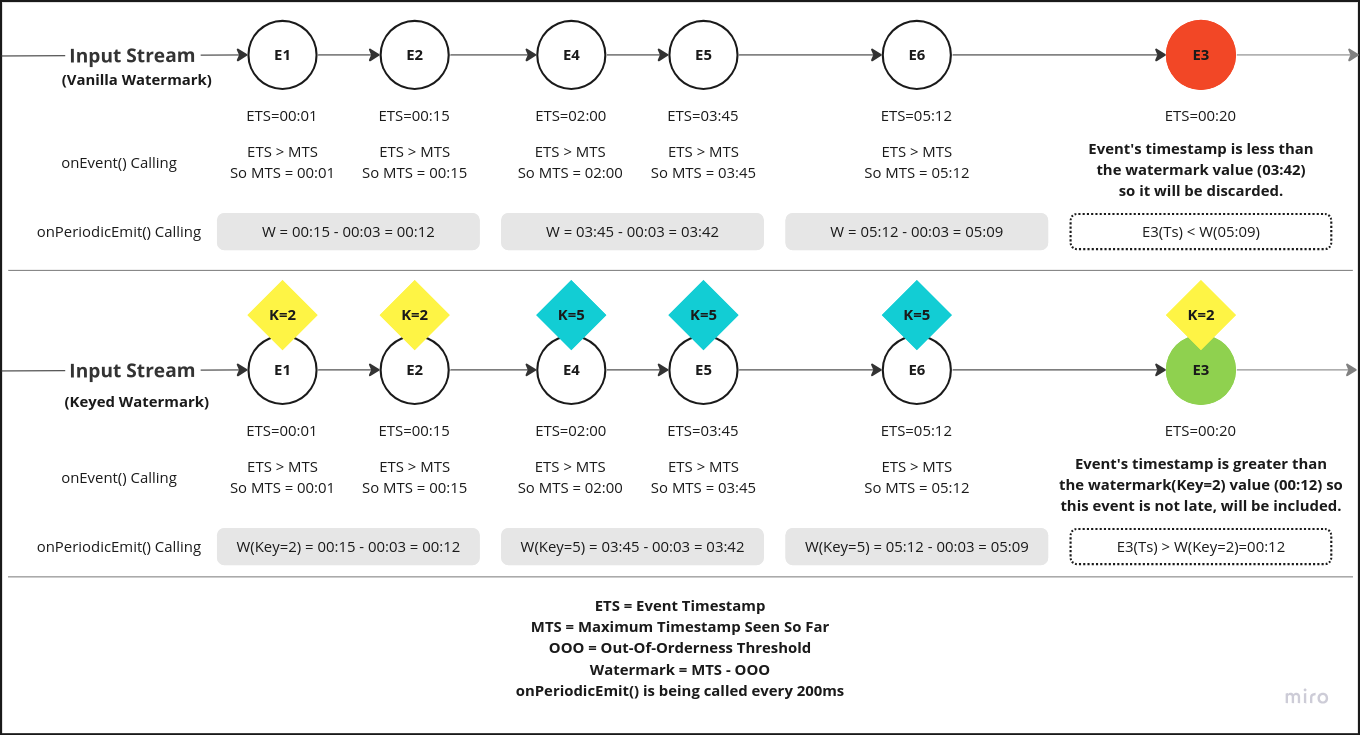 Input Stream
(Vanilla Watermark)
E1
E2
E4
E5
E6
E3
ETS=00:01
ETS=00:15
ETS=02:00
ETS=03:45
ETS=05:12
ETS=00:20
onEvent() Calling
ETS > MTS
So MTS = 00:01
ETS > MTS
So MTS = 00:15
ETS > MTS
So MTS = 02:00
ETS > MTS
So MTS = 03:45
ETS > MTS
So MTS = 05:12
Event's timestamp is less than
the watermark value (03:42)
so it will be discarded.
onPeriodicEmit() Calling
W = 00:15 - 00:03 = 00:12
W = 03:45 - 00:03 = 03:42
W = 05:12 - 00:03 = 05:09
E3(Ts) < W(05:09)
K=2
K=2
K=5
K=5
K=5
K=2
Input Stream
(Keyed Watermark)
E1
E2
E4
E5
E6
E3
ETS=00:01
ETS=00:15
ETS=02:00
ETS=03:45
ETS=05:12
ETS=00:20
onEvent() Calling
ETS > MTS
So MTS = 00:01
ETS > MTS
So MTS = 00:15
ETS > MTS
So MTS = 02:00
ETS > MTS
So MTS = 03:45
ETS > MTS
So MTS = 05:12
Event's timestamp is greater than
the watermark(Key=2) value (00:12) so
this event is not late, will be included.
onPeriodicEmit() Calling
W(Key=2) = 00:15 - 00:03 = 00:12
W(Key=5) = 03:45 - 00:03 = 03:42
W(Key=5) = 05:12 - 00:03 = 05:09
E3(Ts) > W(Key=2)=00:12
ETS = Event Timestamp
MTS = Maximum Timestamp Seen So Far
OOO = Out-Of-Orderness Threshold
Watermark = MTS - OOO
onPeriodicEmit() is being called every 200ms
miro